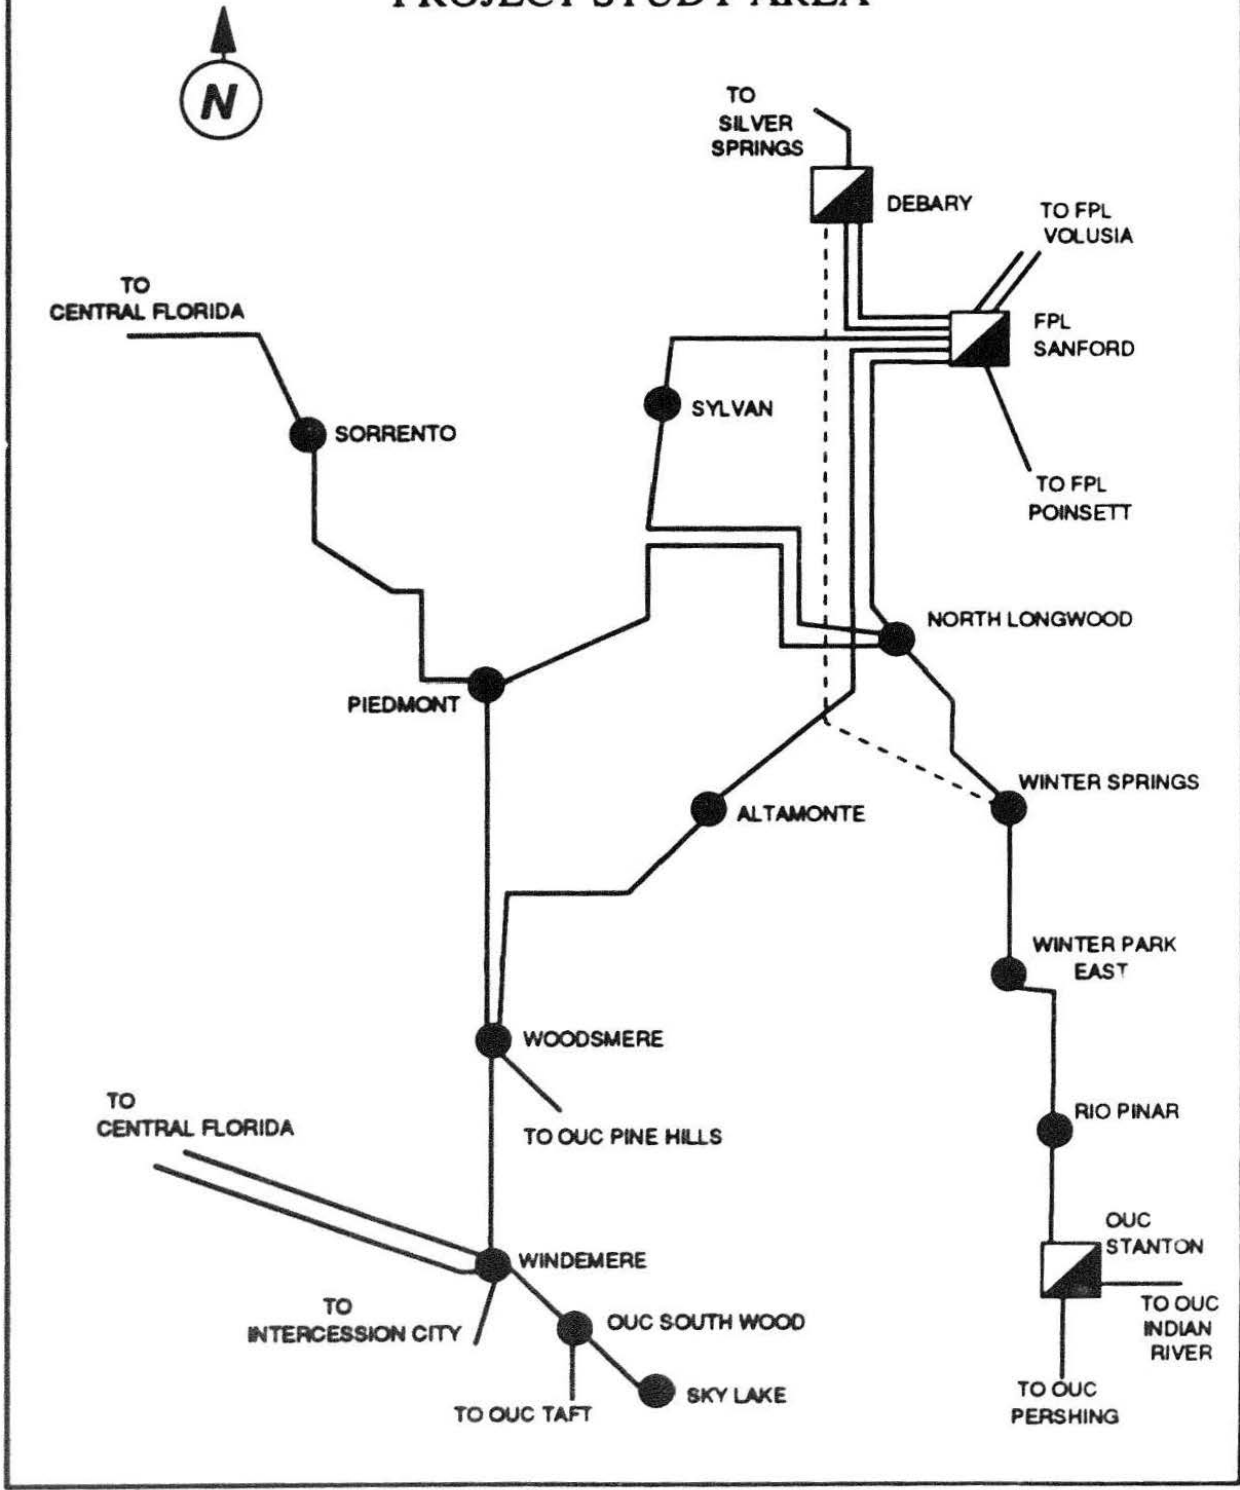 PROJECT STUDY AREA
N
TO
SILVER
SPRINGS
DEBARY
TO FPL
VOLUSIA
TO
CENTRAL FLORIDA
FPL
SANFORD
SYLVAN
SORRENTO
TO FPL
POINSETT
NORTH LONGWOOD
PIEDMONT
WINTER SPRINGS
ALTAMONTE
WINTER PARK
EAST
WOODSMERE
TO
CENTRAL FLORIDA
RIO PINAR
TO OUC PINE HILLS
OUC
STANTON
WINDEMERE
TO
INTERCESSION CITY
OUC SOUTH WOOD
TO OUC
INDIAN
RIVER
SKY LAKE
TO OUC TAFT
TO OUC
PERSHING